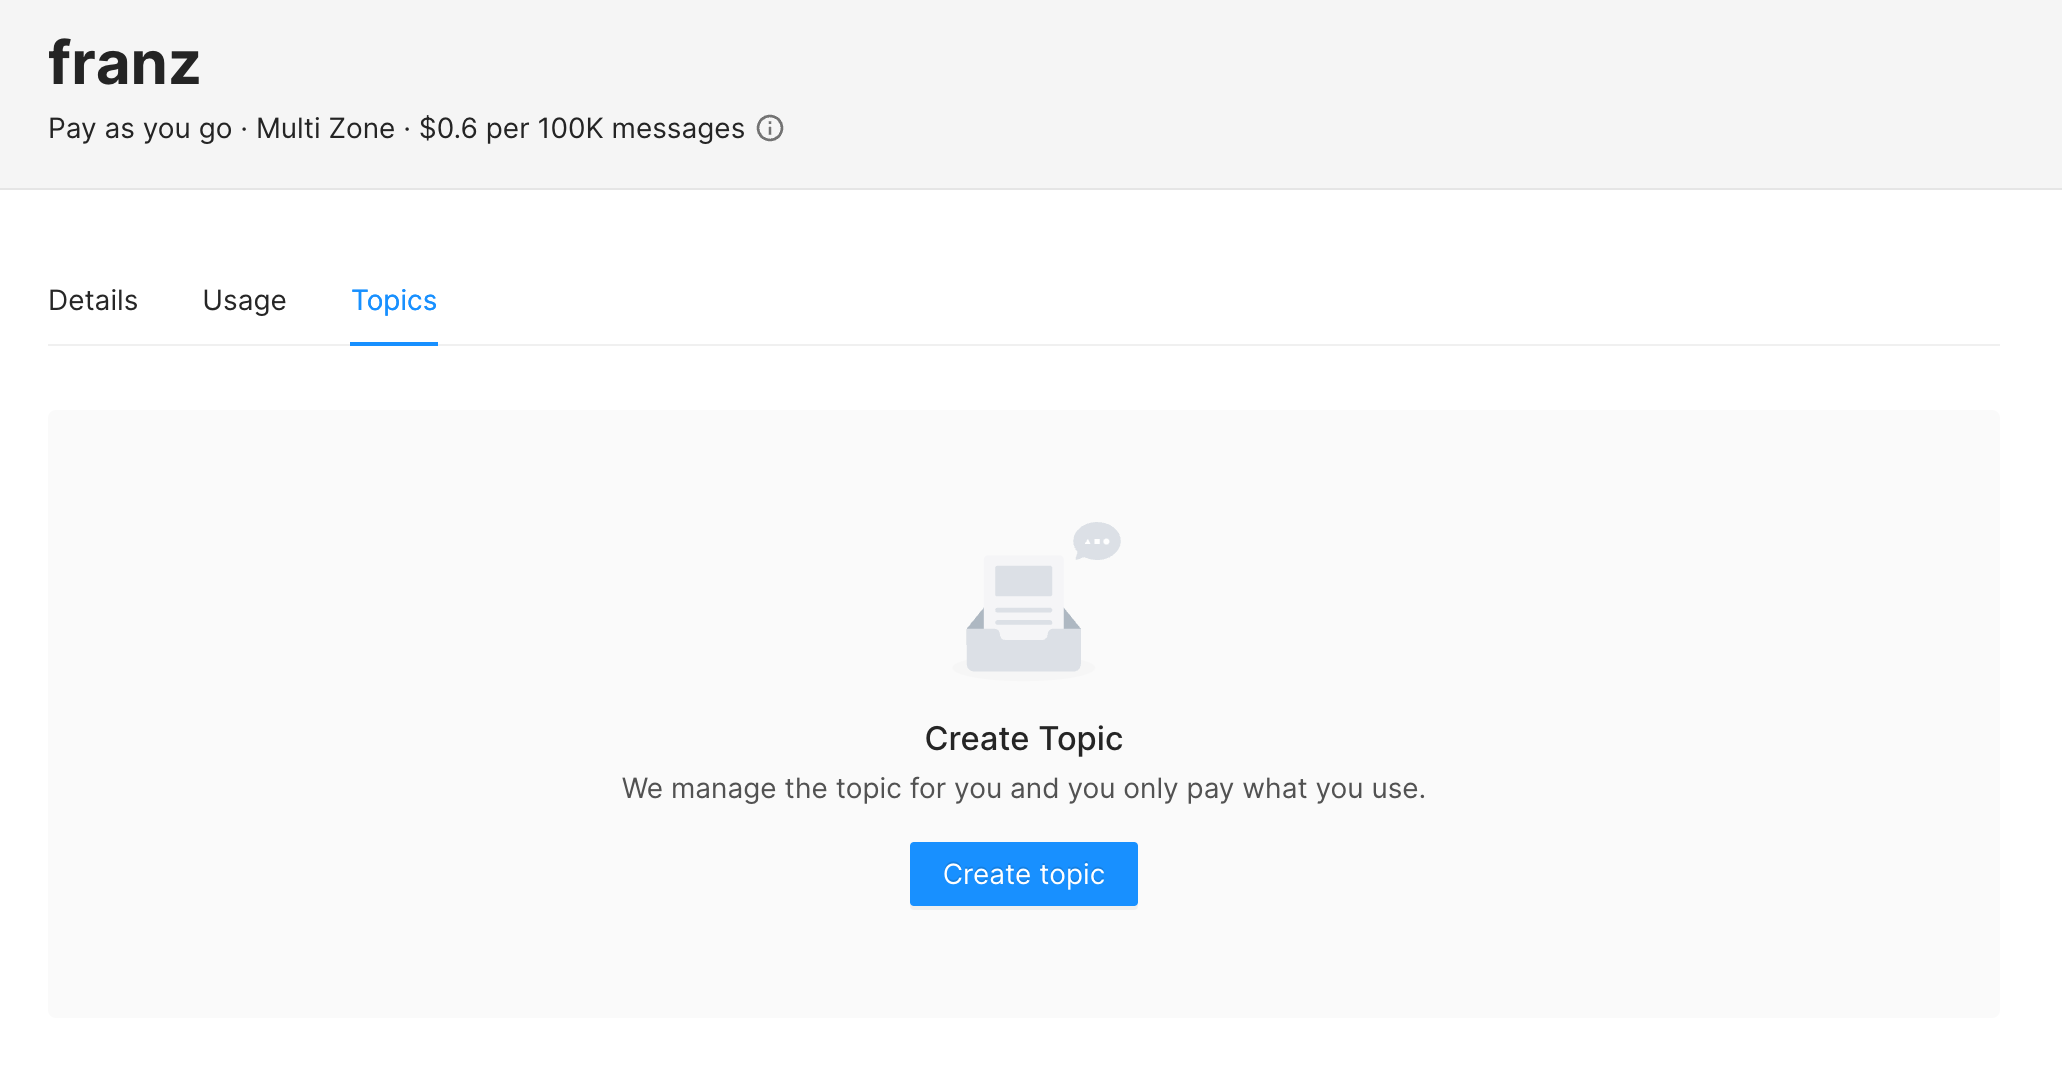 franz
Pay as you go · Multi Zone · $0.6 per 100K messages
Details Usage Topics
Create Topic
We manage the topic for you and you only pay what you use.
Create topic